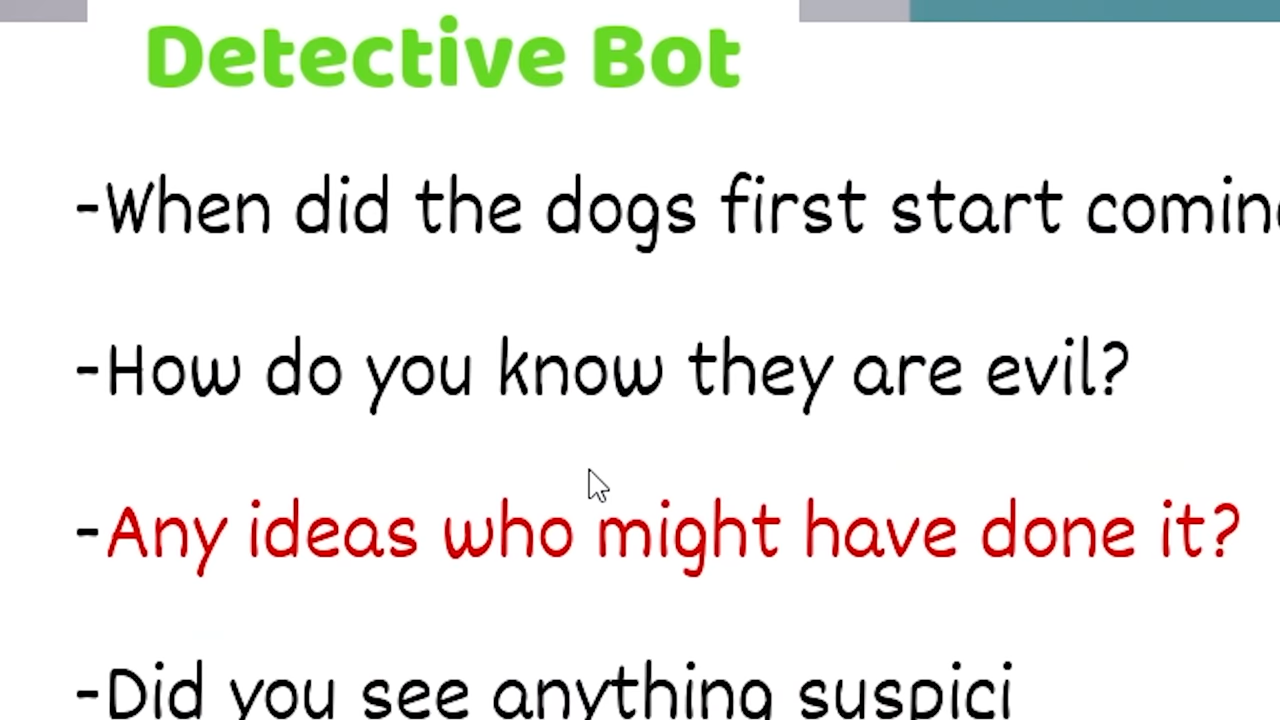 Detective Bot
-When did the dogs first start
-How do you know they are evil?
-Any ideas who might have done it?
-Did you see anything suspici